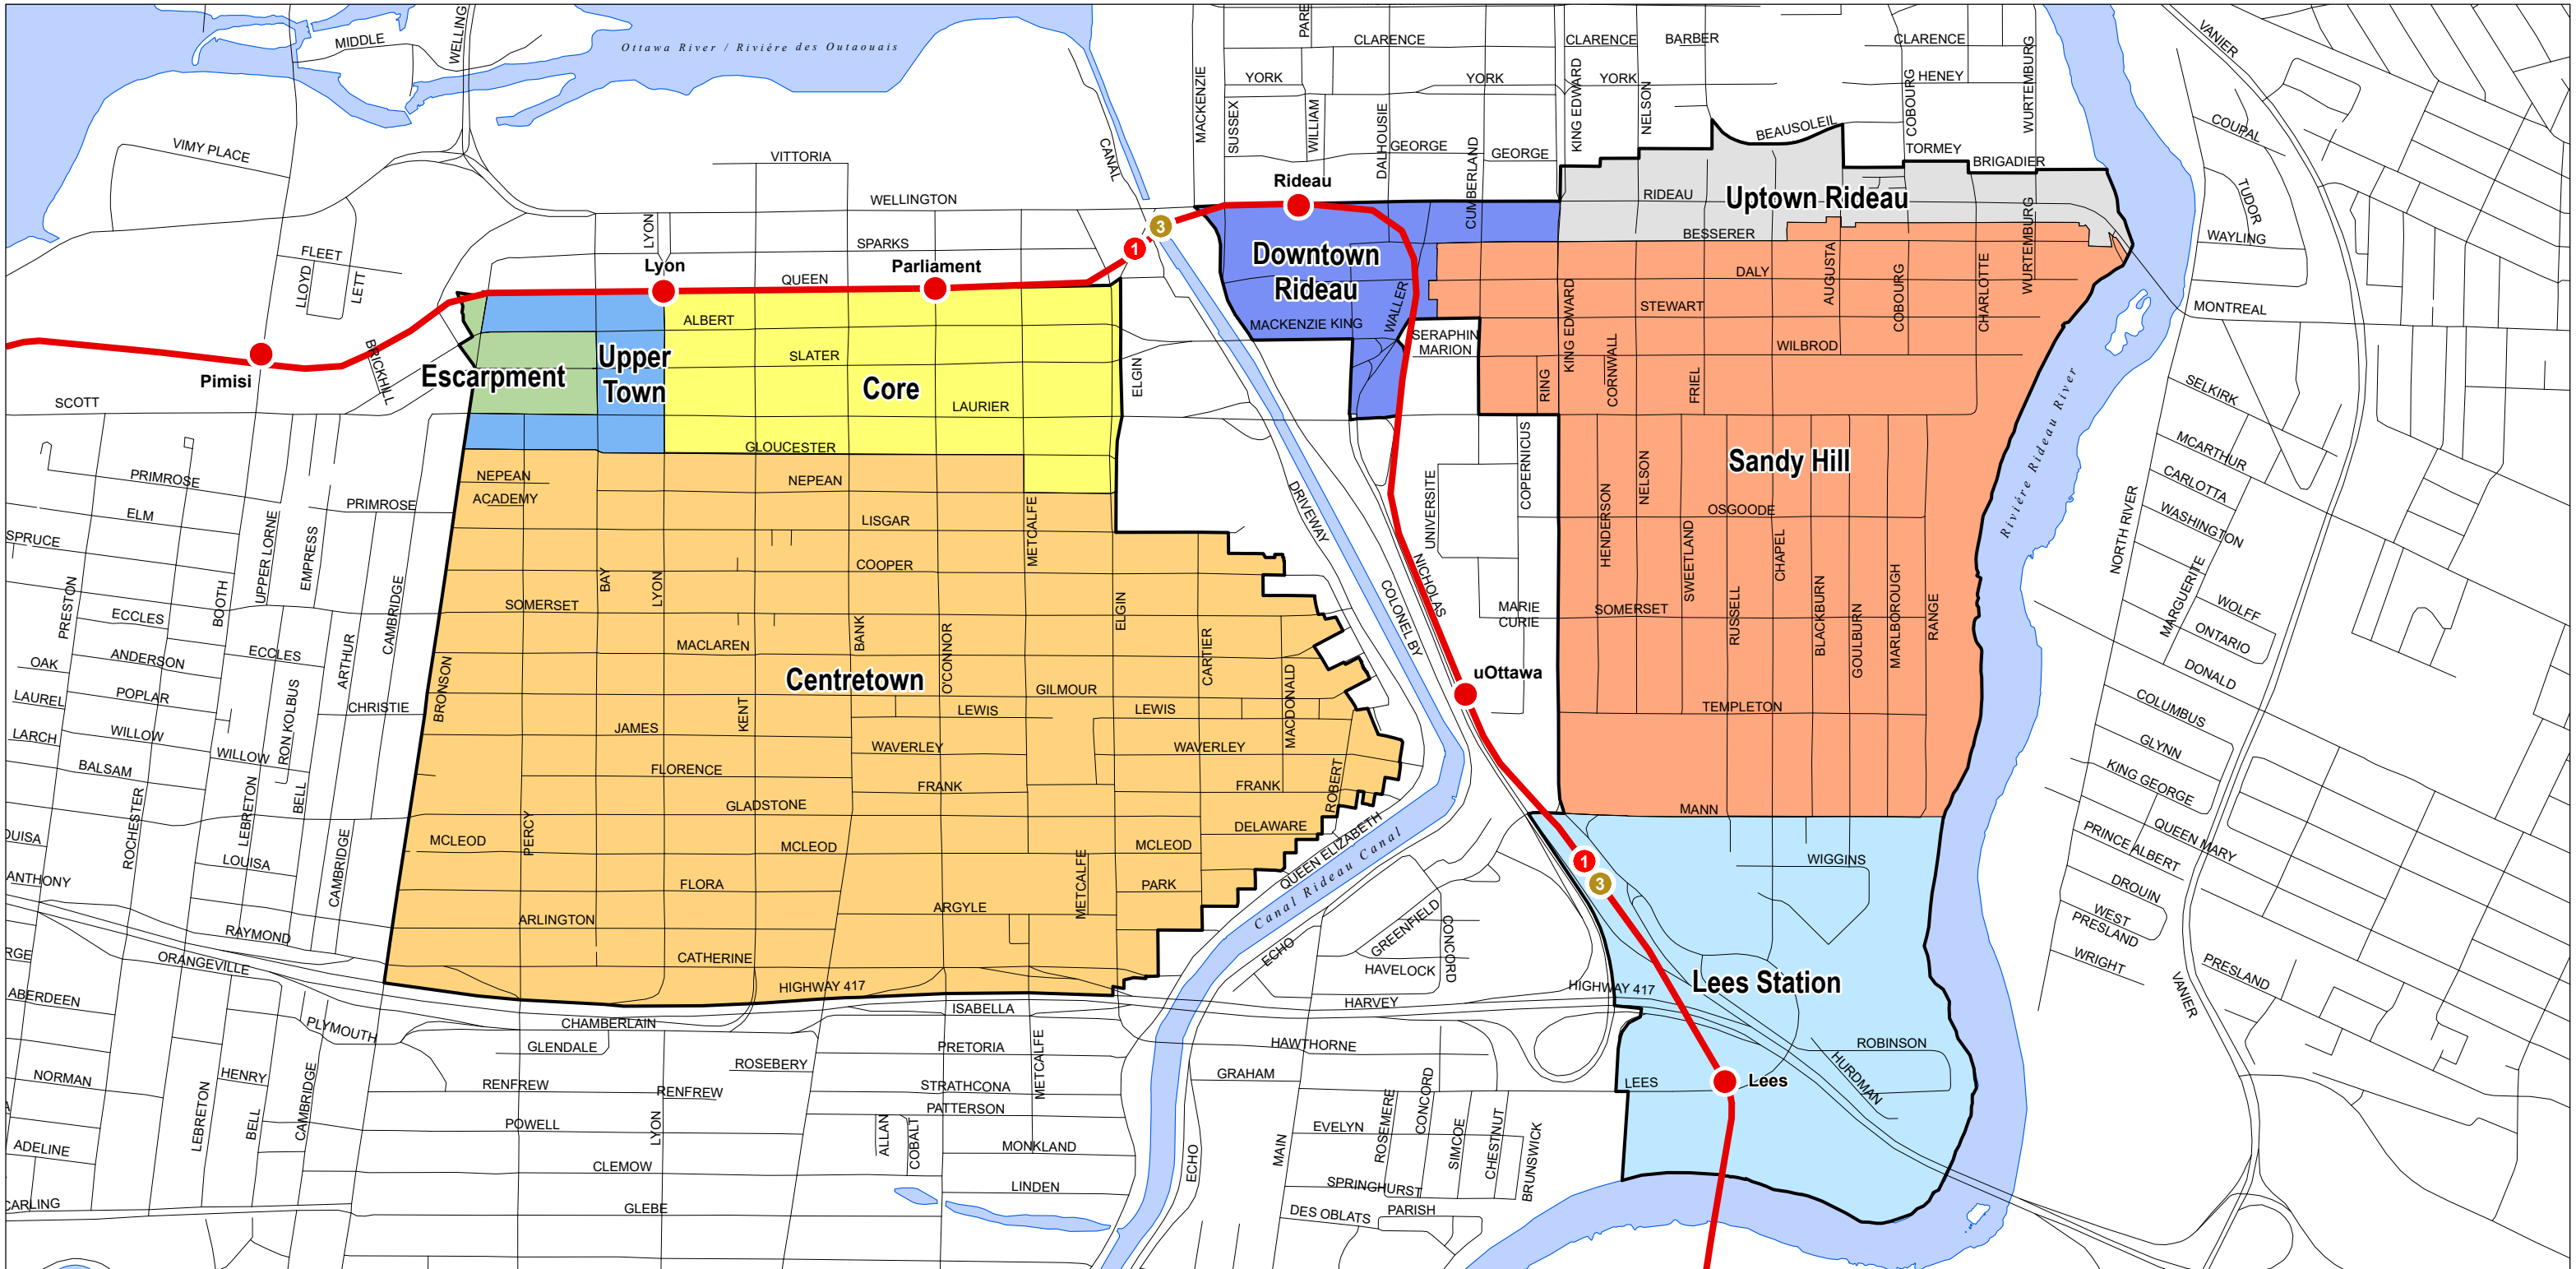 MIDDLE
WELLING
Ottawa River / Riviére des Outaouais
PARE
CLARENCE
CLARENCE
BARBER
CLARENCE
VANIER
YORK
YORK
YORK
HENEY
MACKENZIE
SUSSEX
WILLIAM
DALHOUSIE
CUMBERLAND
KING EDWARD
NELSON
COBOURG
WURTEMBURG
VIMY PLACE
VITTORIA
CANAL
GEORGE
GEORGE
BEAUSOLEIL
TORMEY
BRIGADIER
COUPAL
TUDOR
WAYLING
WELLINGTON
Rideau
RIDEAU
Uptown Rideau
WURTEMBURG
LYON
SPARKS
3
1
BESSERER
FLEET
LLOYD
LETT
Lyon
Parliament
QUEEN
Downtown
Rideau
DALY
AUGUSTA
COBOURG
CHARLOTTE
STEWART
MONTREAL
ALBERT
MACKENZIE KING
WALLER
SERAPHIN
MARION
KING EDWARD
WILBROD
Pimisi
BRICKHILL
Escarpment
Upper
Town
SLATER
Core
ELGIN
RING
CORNWALL
FRIEL
Riviére Rideau River
SELKIRK
SCOTT
LAURIER
GLOUCESTER
Sandy Hill
MCARTHUR
CARLOTTA
WASHINGTON
NORTH RIVER
MARGUERITE
PRIMROSE
PRIMROSE
NEPEAN
ACADEMY
NEPEAN
LISGAR
METCALFE
DRIVEWAY
UNIVERSITE
COPERNICUS
HENDERSON
NELSON
OSGOODE
ELM
SPRUCE
UPPER LORNE
EMPRESS
CAMBRIDGE
COOPER
SWEETLAND
CHAPEL
RUSSELL
BLACKBURN
GOULBURN
MARLBOROUGH
RANGE
PRESTON
BOOTH
ECCLES
ECCLES
ARTHUR
BAY
LYON
SOMERSET
BANK
O'CONNOR
ELGIN
CARTIER
MACDONALD
COLONEL BY
NICHOLAS
MARIE
CURIE
SOMERSET
WOLFF
ONTARIO
DONALD
OAK
ANDERSON
MACLAREN
LAUREL
POPLAR
RON KOLBUS
CHRISTIE
BRONSON
Centretown
GILMOUR
uOttawa
COLUMBUS
KENT
LEWIS
LEWIS
TEMPLETON
LARCH
WILLOW
WILLOW
JAMES
WAVERLEY
WAVERLEY
GLYNN
BALSAM
FLORENCE
FRANK
FRANK
ROBERT
KING GEORGE
ROCHESTER
LEBRETON
BELL
GLADSTONE
MANN
OUISA
LOUISA
CAMBRIDGE
MCLEOD
PERCY
MCLEOD
DELAWARE
MCLEOD
QUEEN ELIZABETH
Canal Rideau Canal
1
3
WIGGINS
PRINCE ALBERT
QUEEN MARY
ANTHONY
FLORA
METCALFE
PARK
DROUIN
WEST
PRESLAND
RAYMOND
ARLINGTON
ARGYLE
GREENFIELD
CONCORD
WRIGHT
PRESLAND
VANIER
RGE
ORANGEVILLE
CATHERINE
ECHO
HAVELOCK
Lees Station
ABERDEEN
HIGHWAY 417
HARVEY
HIGHWAY 417
PLYMOUTH
CHAMBERLAIN
ISABELLA
GLENDALE
ROSEBERY
PRETORIA
METCALFE
HAWTHORNE
ROBINSON
HURDMAN
NORMAN
HENRY
RENFREW
RENFREW
STRATHCONA
GRAHAM
LEES
Lees
LEBRETON
BELL
CAMBRIDGE
POWELL
LYON
PATTERSON
ALLAN
COBALT
EVELYN
ROSEMERE
CONCORD
SIMCOE
CHESTNUT
BRUNSWICK
ADELINE
MONKLAND
MAIN
ECHO
CLEMOW
LINDEN
SPRINGHURST
CARLING
GLEBE
DES OBLATS
PARISH